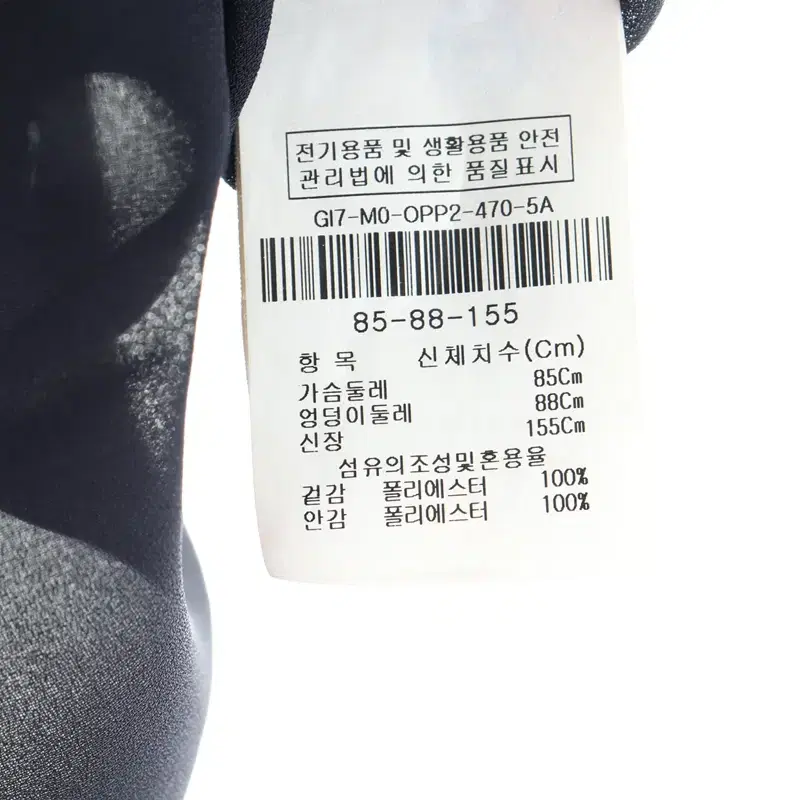 전기용품 및 생활용품 안전
관리법에 의한 품질표시
GI7-M0-OPP2-470-5A
85-88-155
항 목 신체치수(Cm)
가슴둘레 85Cm
엉덩이둘레 88Cm
신장 155Cm
섬유의조성및혼용율
겉감 폴리에스터 100%
안감 폴리에스터 100%